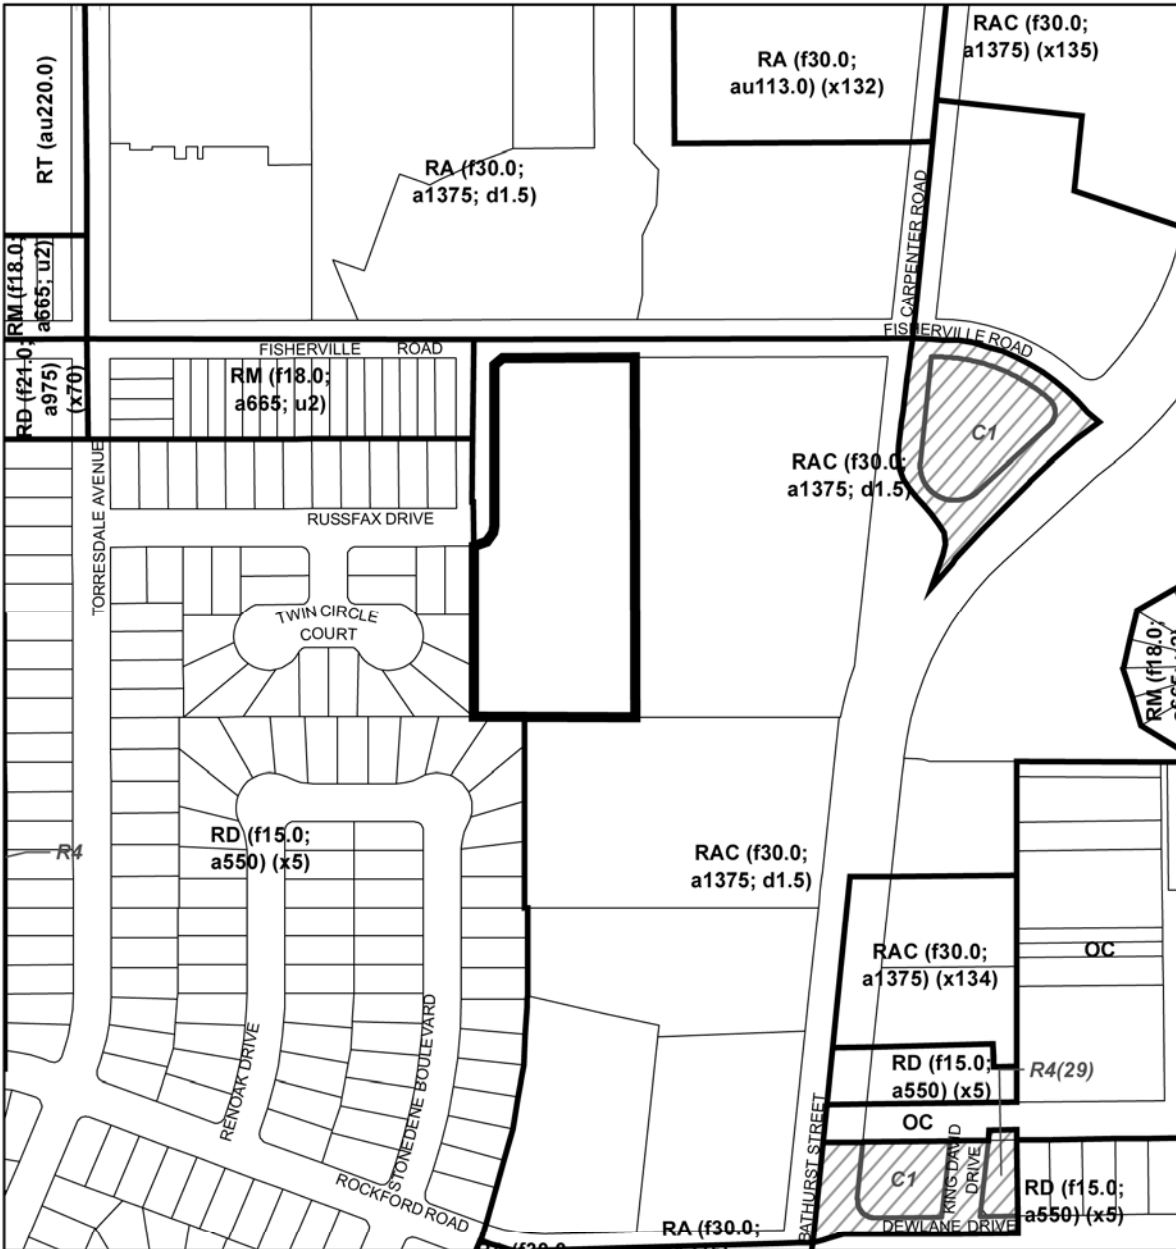 RAC (f30.0;
a1375) (x135)
RA (f30.0;
au113.0) (x132)
RT (au220.0)
RA (f30.0;
a1375; d1.5)
CARPENTER ROAD
RM (f18.0;
a665; u2)
FISHERVILLE ROAD
FISHERVILLE ROAD
RD (f21.0;
a975)
(x70)
RM (f18.0;
a665; u2)
C1
RAC (f30.0;
a1375; d1.5)
TORRESDALE AVENUE
RUSSFAX DRIVE
TWIN CIRCLE
COURT
RM (f18.0;
RD (f15.0;
a550) (x5)
R4
RAC (f30.0;
a1375; d1.5)
RAC (f30.0;
a1375) (x134)
OC
RENOAK DRIVE
STONEDENE BOULEVARD
RD (f15.0;
a550) (x5)
R4(29)
OC
BATHURST STREET
KING DAVID
DRIVE
C1
ROCKFORD ROAD
RD (f15.0;
a550) (x5)
DEWLANE DRIVE
RA (f30.0;